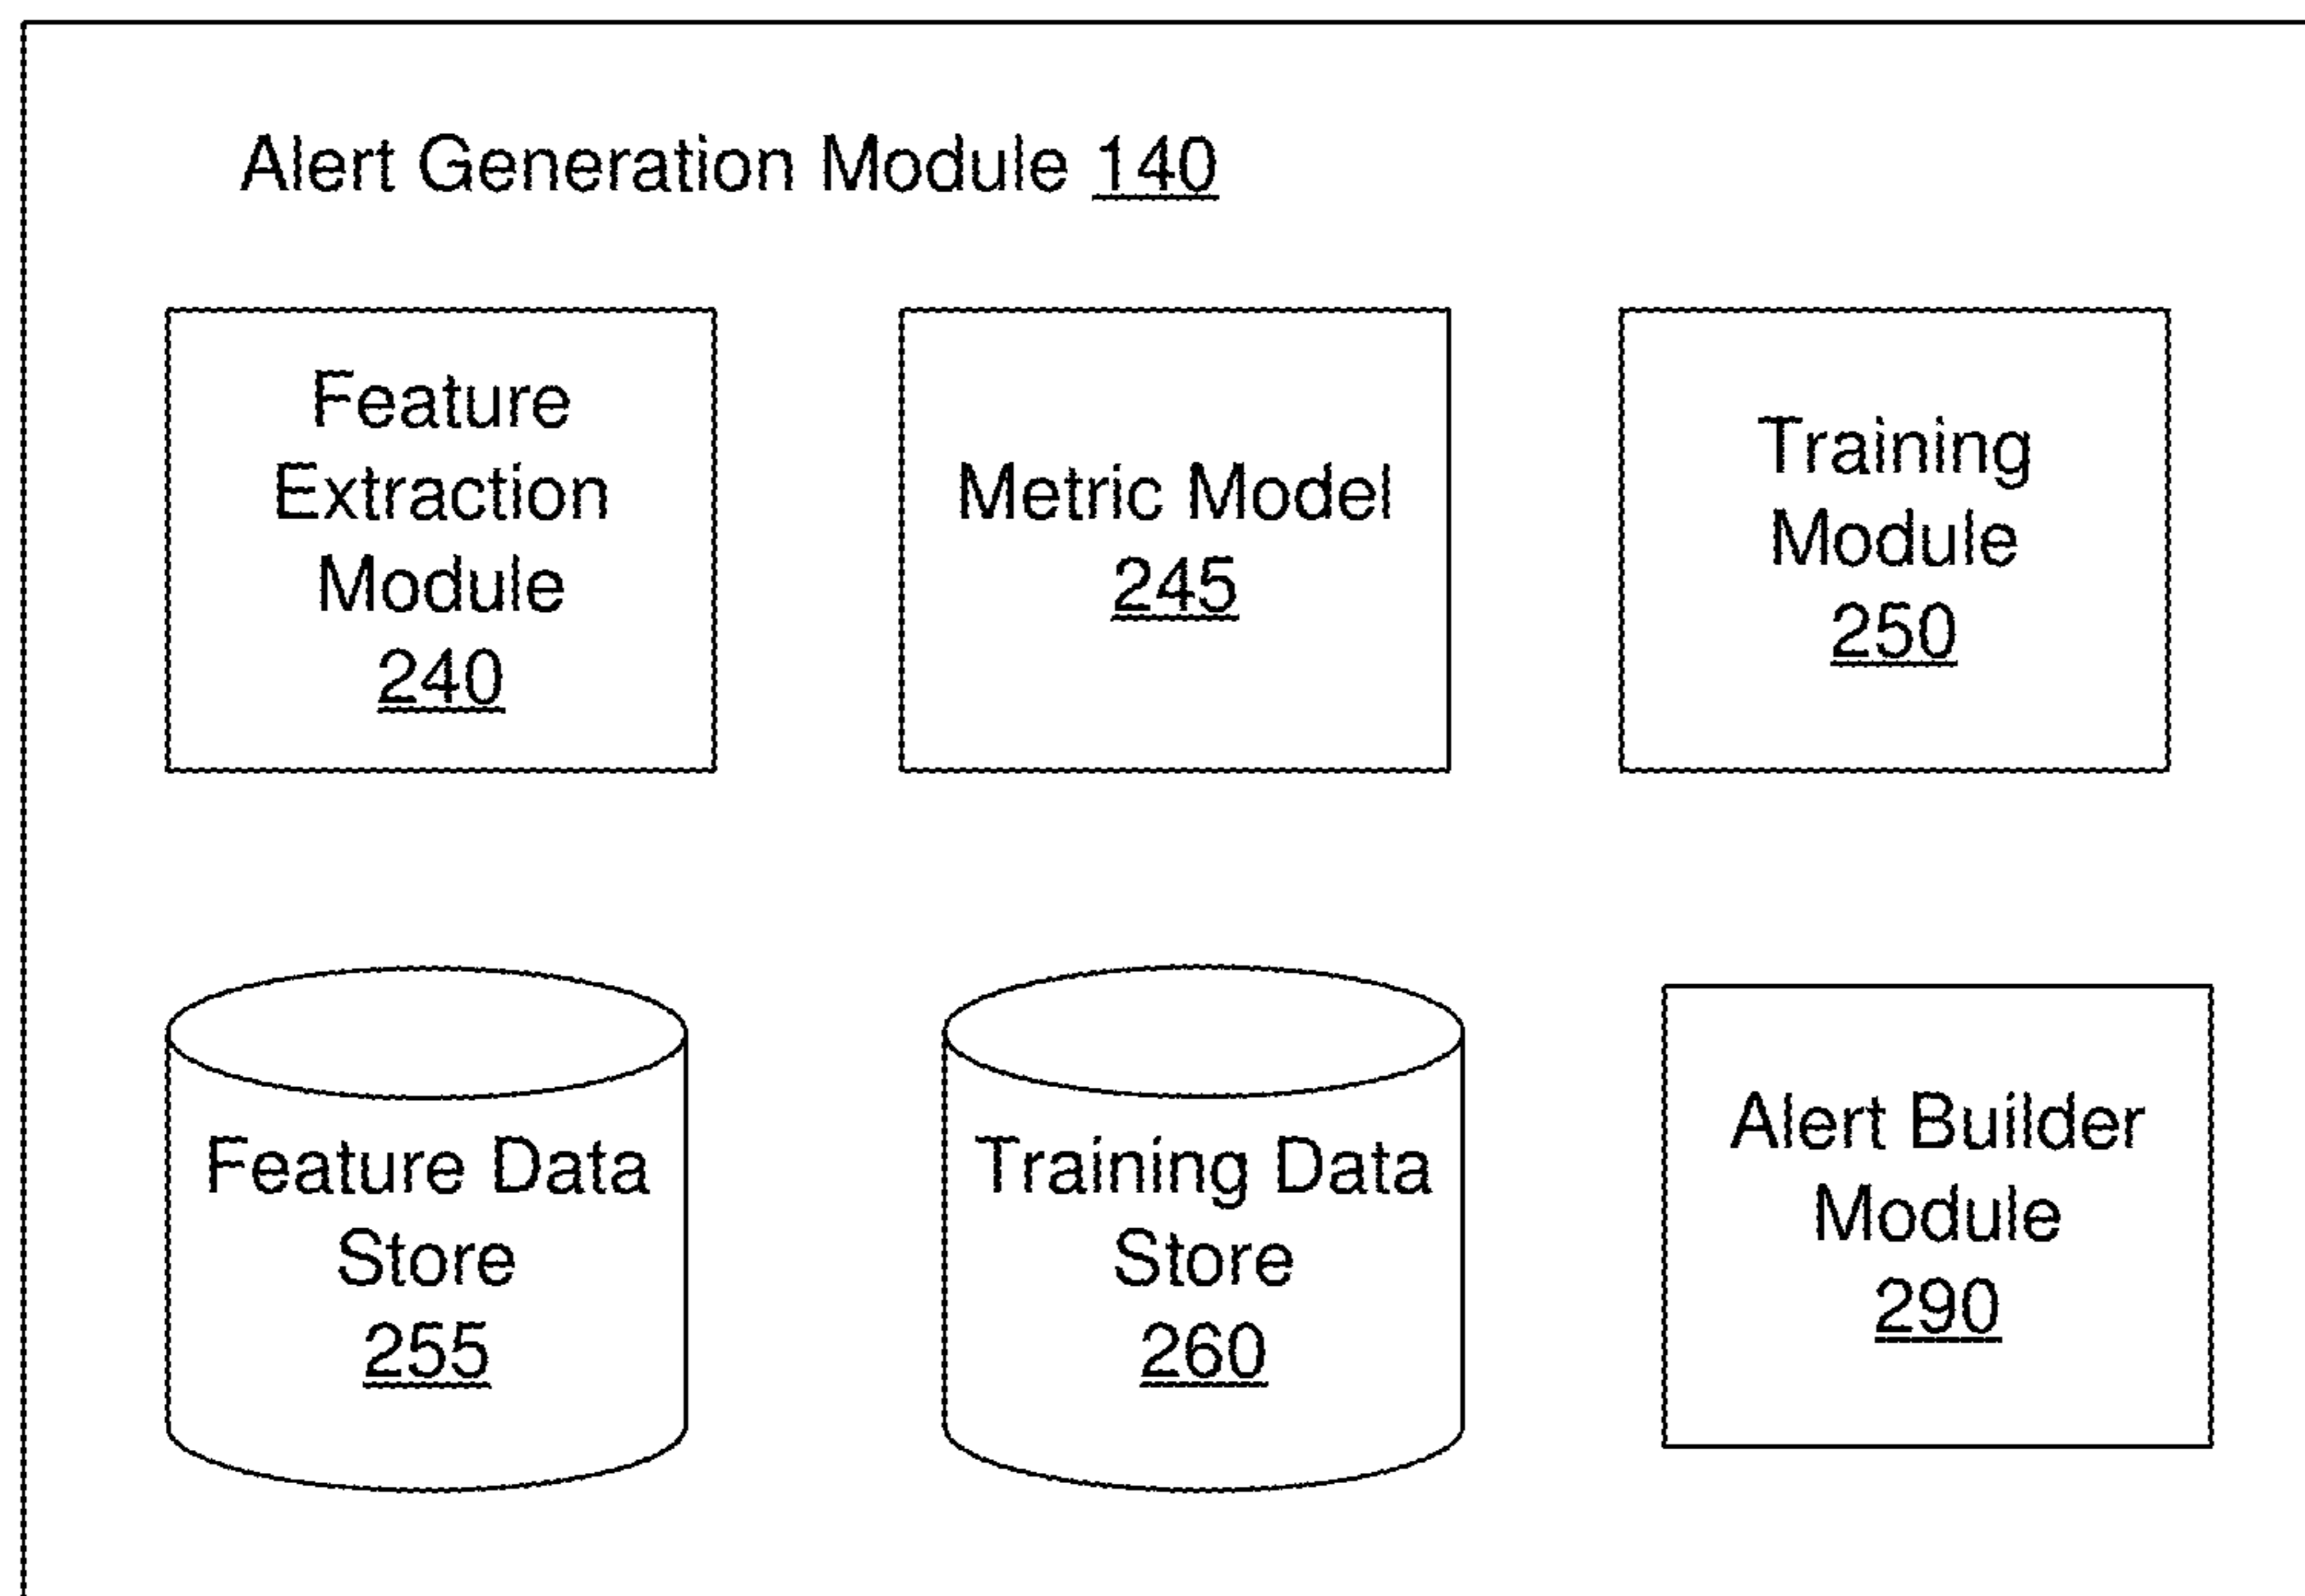 Alert Generation Module 140
Feature
Extraction
Module
240
Metric Model
245
Training
Module
250
Feature Data
Store
255
Training Data
Store
260
Alert Builder
Module
290